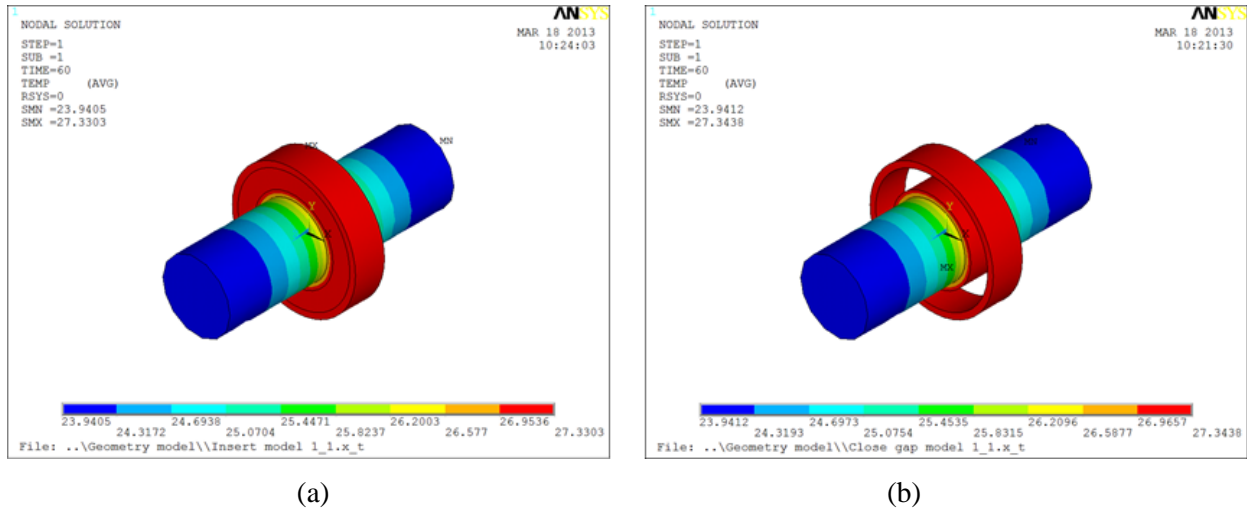 1
ANSYS
NODAL SOLUTION
MAR 18 2013
10:24:03
STEP=1
SUB =1
TIME=60
TEMP (AVG)
RSYS=0
SMN =23.9405
SMX =27.3303
MX
MN
Y
X
23.9405 24.6938 25.4471 26.2003 26.9536
24.3172 25.0704 25.8237 26.577 27.3303
File: ..\Geometry model\\Insert model 1_1.x_t
(a)
1
ANSYS
NODAL SOLUTION
MAR 18 2013
10:21:30
STEP=1
SUB =1
TIME=60
TEMP (AVG)
RSYS=0
SMN =23.9412
SMX =27.3438
MN
Y
X
MX
23.9412 24.6973 25.4535 26.2096 26.9657
24.3193 25.0754 25.8315 26.5877 27.3438
File: ..\Geometry model\\Close gap model 1_1.x_t
(b)